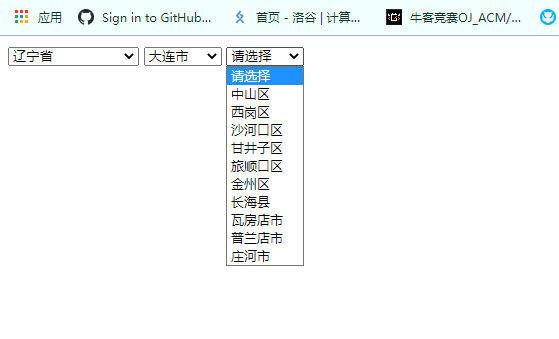 应用 Sign in to GitHub... 首页 - 洛谷 | 计算... 牛客竞赛OJ_ACM/...
辽宁省 大连市 请选择
请选择
中山区
西岗区
沙河口区
甘井子区
旅顺口区
金州区
长海县
瓦房店市
普兰店市
庄河市